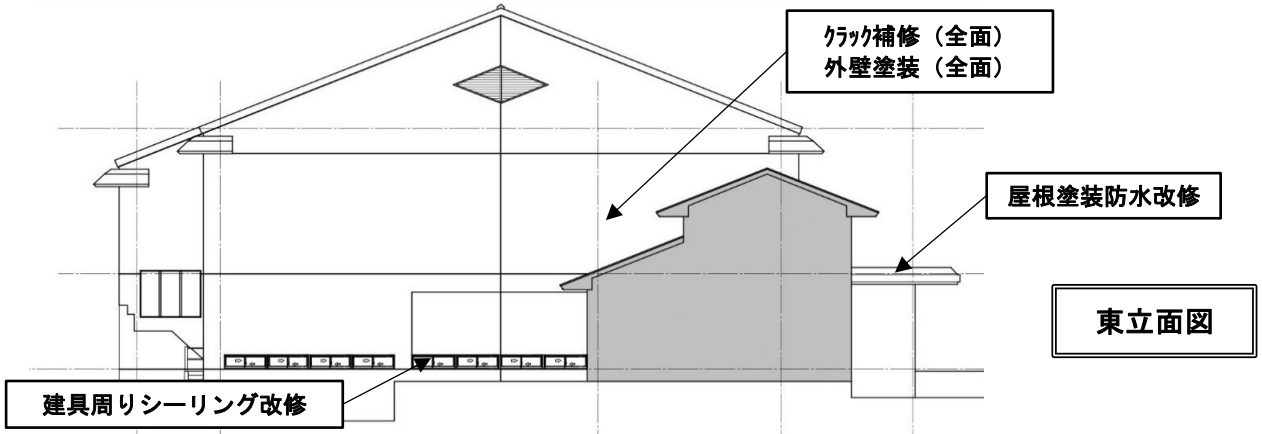 ｸﾗｯｸ補修（全面）
外壁塗装（全面）
屋根塗装防水改修
東立面図
建具周りシーリング改修